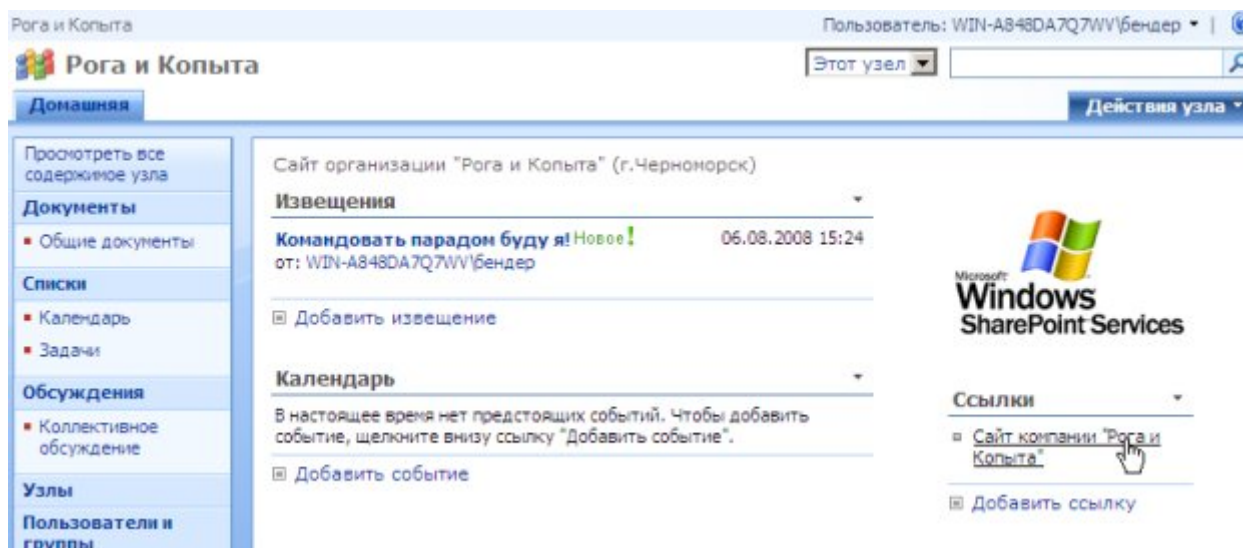 Рога и Копыта
Пользователь: WIN-A848DA7Q7WV\бендер
Рога и Копыта
Этот узел
Домашняя
Действия узла
Просмотреть все
содержимое узла
Документы
Общие документы
Списки
Календарь
Задачи
Обсуждения
Коллективное
обсуждение
Узлы
Пользователи и
группы
Сайт организации "Рога и Копыта" (г.Черноморск)
Извещения
Командовать парадом буду я! Новое! 06.08.2008 15:24
от: WIN-A848DA7Q7WV\бендер
Добавить извещение
Календарь
В настоящее время нет предстоящих событий. Чтобы добавить
событие, щелкните внизу ссылку "Добавить событие".
Добавить событие
Microsoft
Windows
SharePoint Services
Ссылки
Сайт компании "Рога и
Копыта"
Добавить ссылку